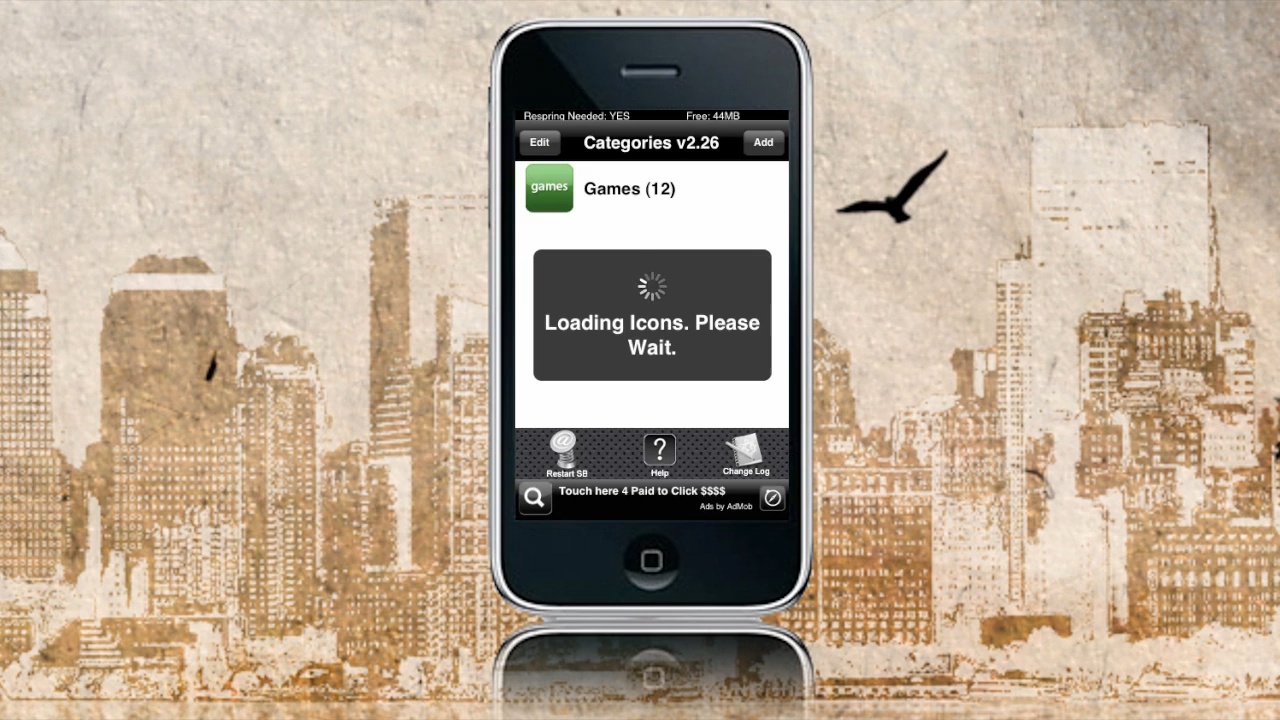 Respring Needed: YES Free: 44MB
Edit Categories v2.26 Add
games Games (12)
Loading Icons. Please
Wait.
Restart SB Help Change Log
Touch here 4 Paid to Click $$$$
Ads by AdMob